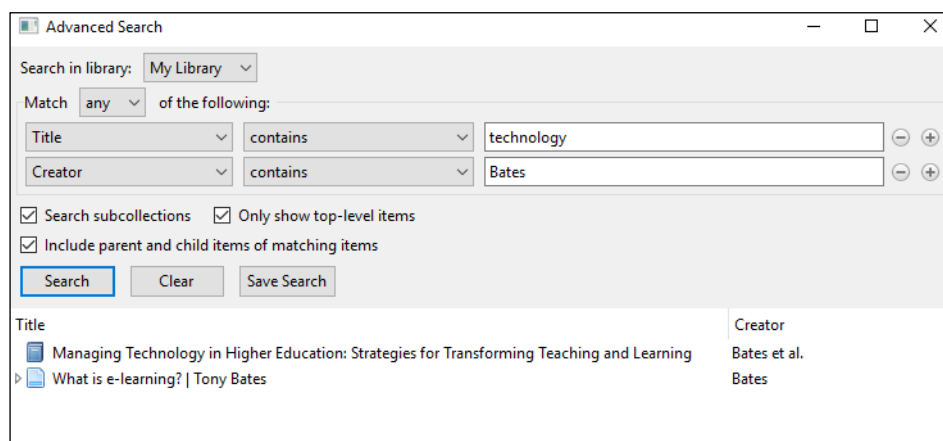 Advanced Search
Search in library: My Library
Match any of the following:
Title contains technology
Creator contains Bates
Search subcollections Only show top-level items
Include parent and child items of matching items
Search Clear Save Search
Title Creator
Managing Technology in Higher Education: Strategies for Transforming Teaching and Learning Bates et al.
What is e-learning? | Tony Bates Bates